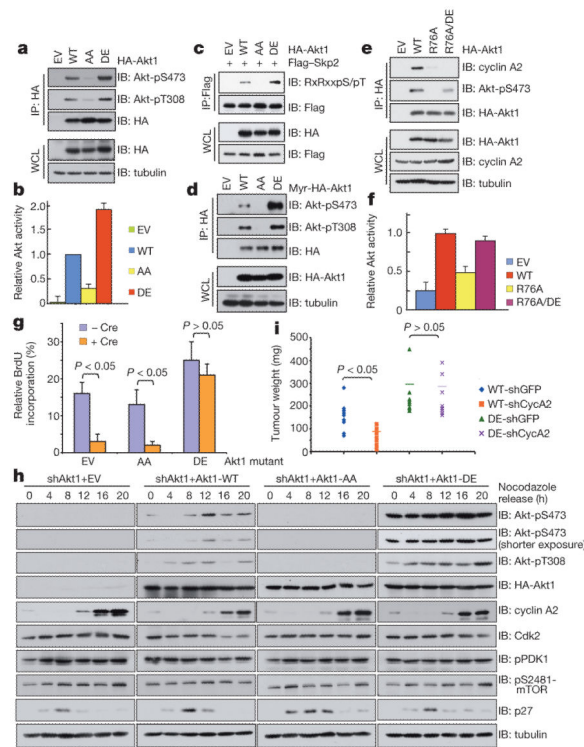 a
EV WT AA DE
HA-Akt1
IP: HA
IB: Akt-pS473
IB: Akt-pT308
IB: HA
WCL
IB: HA
IB: tubulin
b
Relative Akt activity
2.0
1.0
0
EV
WT
AA
DE
c
EV WT AA DE
HA-Akt1
+ + + + Flag–Skp2
IP:Flag
IB: RxRxxpS/pT
IB: Flag
WCL
IB: HA
IB: Flag
d
EV WT AA DE
Myr-HA-Akt1
IP: HA
IB: Akt-pS473
IB: Akt-pT308
IB: HA
WCL
IB: HA-Akt1
IB: tubulin
e
EV WT R76A R76A/DE
HA-Akt1
IP: HA
IB: cyclin A2
IB: Akt-pS473
IB: HA-Akt1
WCL
IB: HA-Akt1
IB: cyclin A2
IB: tubulin
f
Relative Akt activity
1.0
0.5
0
EV
WT
R76A
R76A/DE
g
Relative BrdU
incorporation (%)
40
30
20
10
0
– Cre
+ Cre
P < 0.05
P < 0.05
P > 0.05
EV AA DE Akt1 mutant
i
Tumour weight (mg)
500
400
300
200
100
0
P < 0.05
P > 0.05
WT-shGFP
WT-shCycA2
DE-shGFP
DE-shCycA2
h
shAkt1+EV shAkt1+Akt1-WT shAkt1+Akt1-AA shAkt1+Akt1-DE
0 4 8 12 16 20 0 4 8 12 16 20 0 4 8 12 16 20 0 4 8 12 16 20
Nocodazole
release (h)
IB: Akt-pS473
IB: Akt-pS473
(shorter exposure)
IB: Akt-pT308
IB: HA-Akt1
IB: cyclin A2
IB: Cdk2
IB: pPDK1
IB: pS2481-
mTOR
IB: p27
IB: tubulin